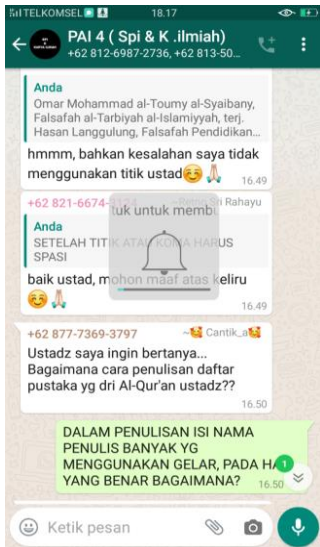 TELKOMSEL
18.17
PAI 4 ( Spi & K .ilmiah)
+62 812-6987-2736, +62 813-50...
Anda
Omar Mohammad al-Toumy al-Syaibany,
Falsafah al-Tarbiyah al-Islamiyyah, terj.
Hasan Langgulung, Falsafah Pendidikan...
hmmm, bahkan kesalahan saya tidak
menggunakan titik ustad😊🙏
16.49
+62 821-6674- Sri Rahayu
tuk untuk memb
Anda
SETELAH TITIK ATAU KOMA HARUS
SPASI
baik ustad, mohon maaf atas keliru
😊🙏
16.49
+62 877-7369-3797 ~🥰 Cantik_a🥰
Ustadz saya ingin bertanya...
Bagaimana cara penulisan daftar
pustaka yg dri Al-Qur'an ustadz??
16.50
DALAM PENULISAN ISI NAMA
PENULIS BANYAK YG
MENGGUNAKAN GELAR, PADA HA
YANG BENAR BAGAIMANA? 16.50
1
Ketik pesan